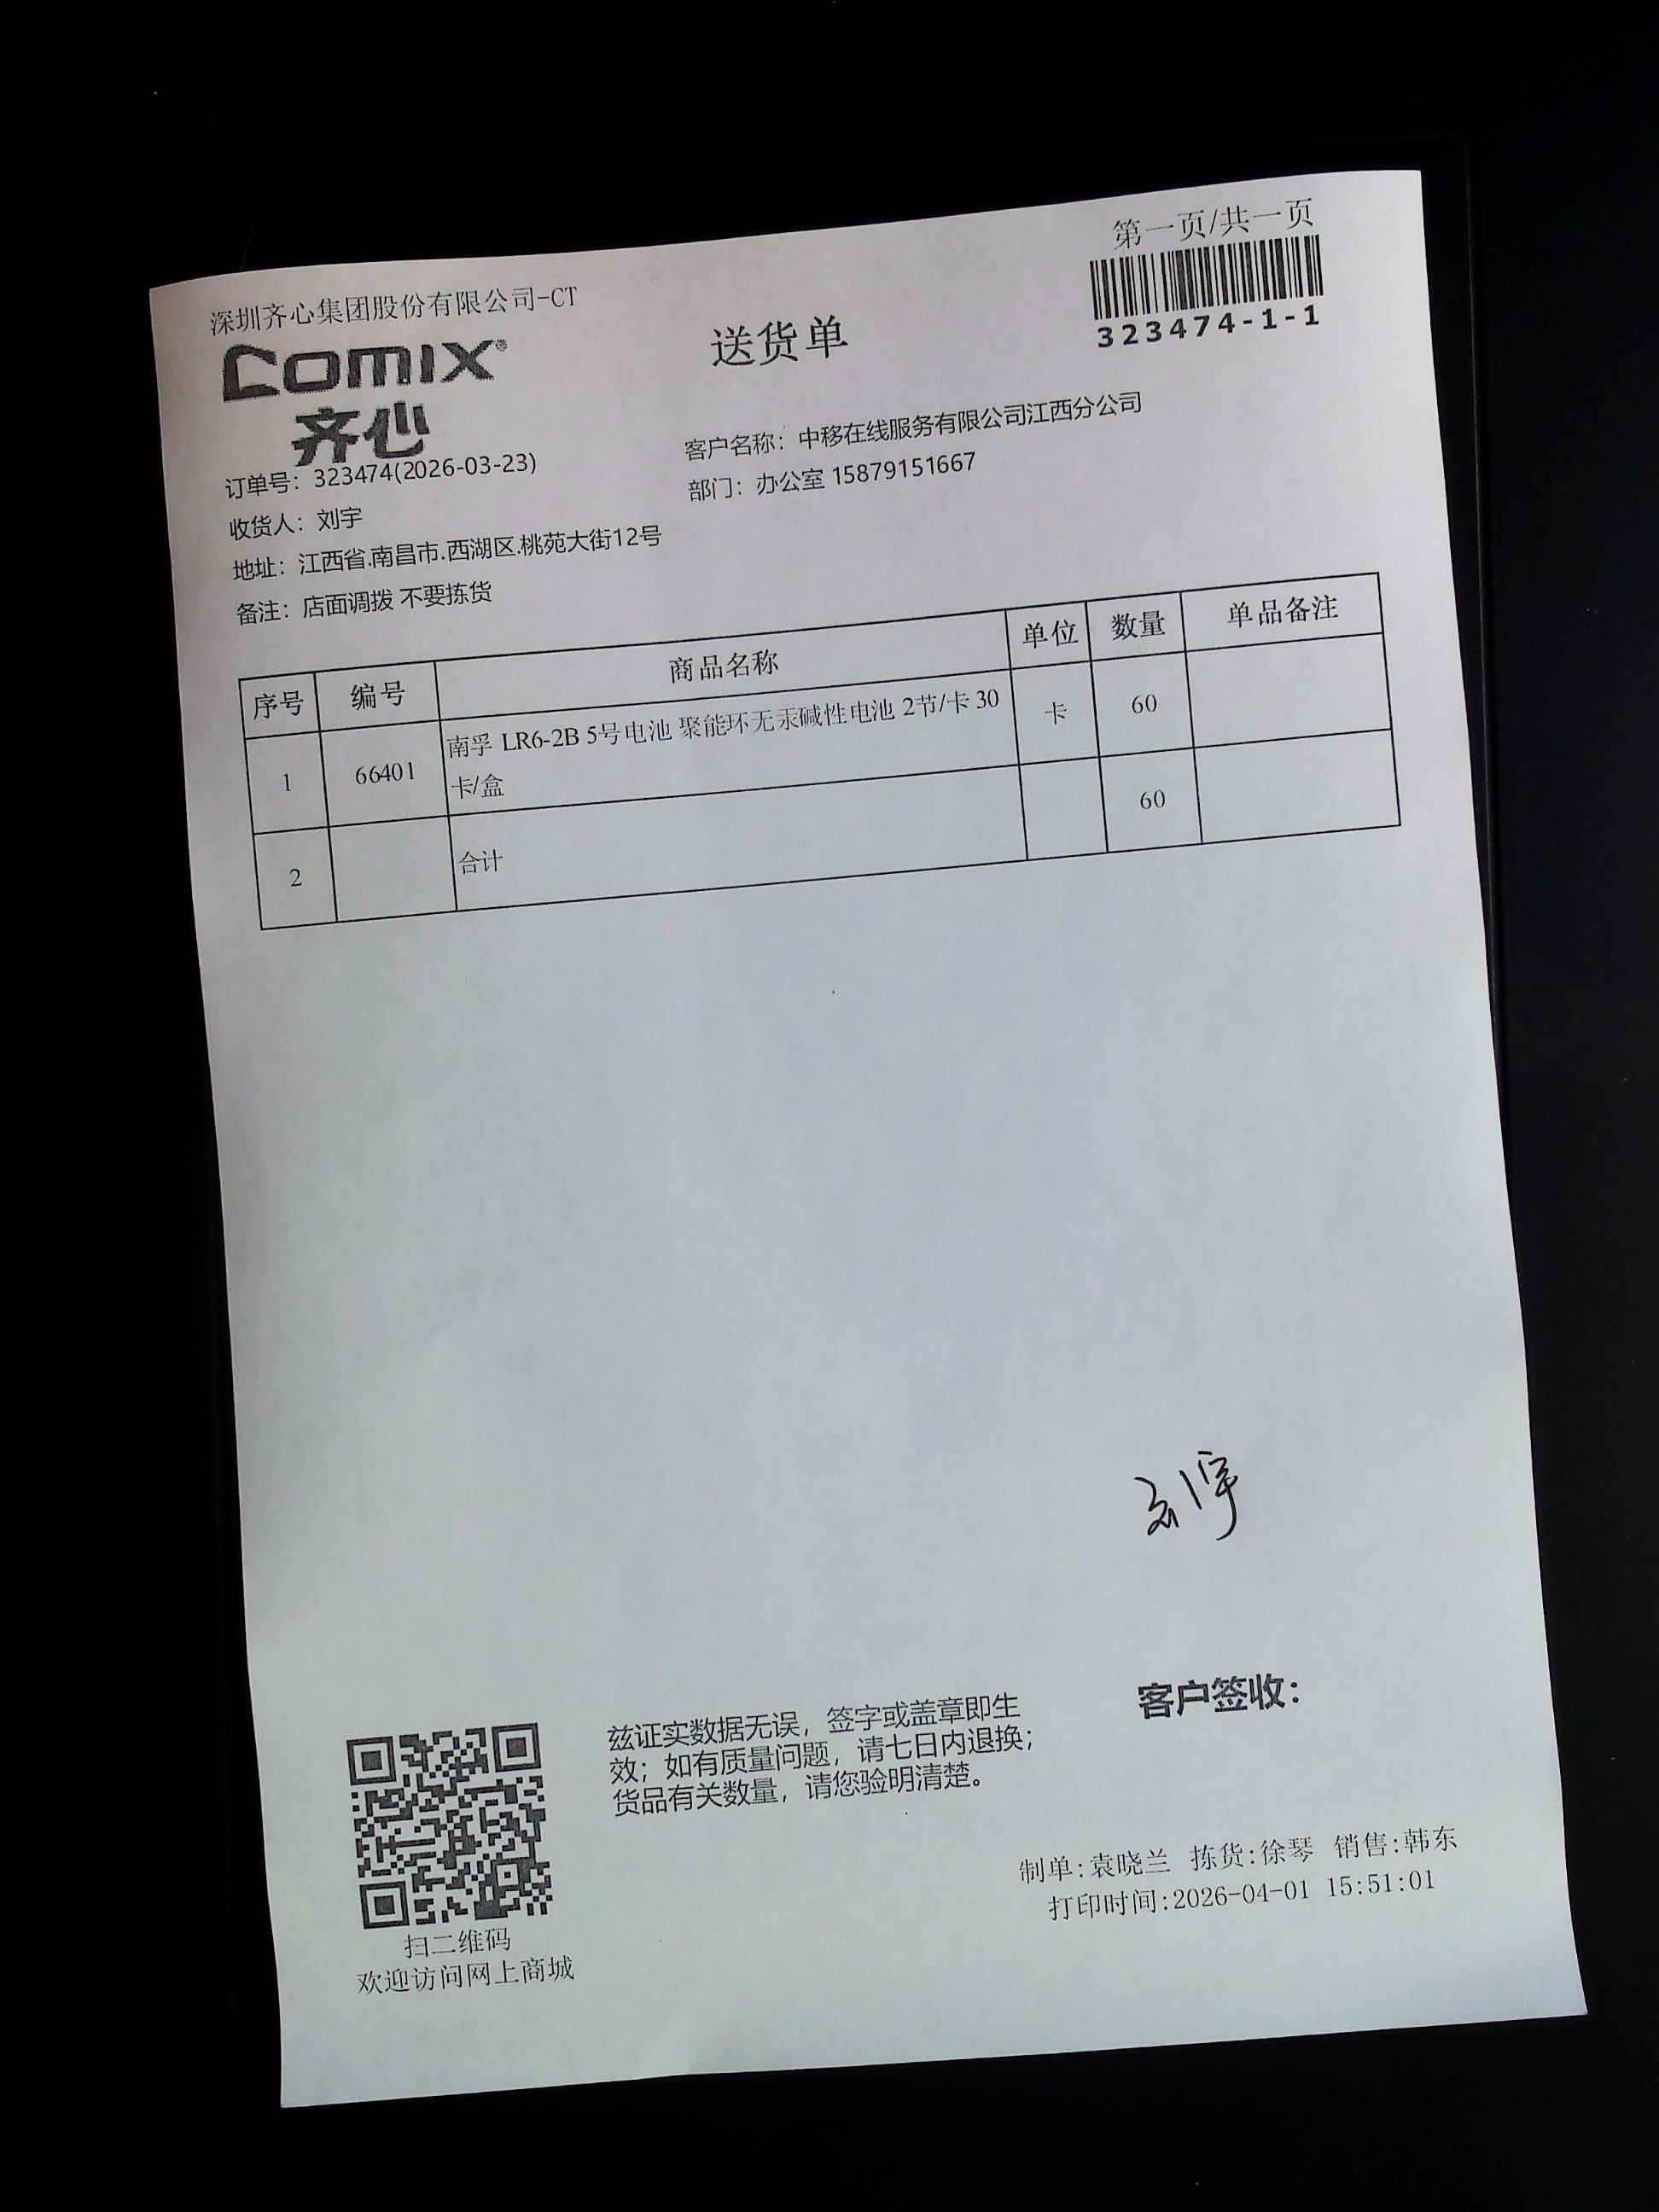 第一页/共一页
深圳齐心集团股份有限公司-CT
comix®
齐心
送货单
323474-1-1
订单号：323474(2026-03-23)
客户名称：中移在线服务有限公司江西分公司
收货人：刘宇
部门：办公室 15879151667
地址：江西省.南昌市.西湖区.桃苑大街12号
备注：店面调拨 不要拣货
序号 编号 商品名称 单位 数量 单品备注
1 66401 南孚 LR6-2B 5号电池 聚能环无汞碱性电池 2节/卡 30 卡 60
卡/盒
2 合计 60
刘宇
客户签收：
兹证实数据无误，签字或盖章即生
效；如有质量问题，请七日内退换；
货品有关数量，请您验明清楚。
扫二维码
欢迎访问网上商城
制单:袁晓兰 拣货:徐琴 销售:韩东
打印时间:2026-04-01 15:51:01